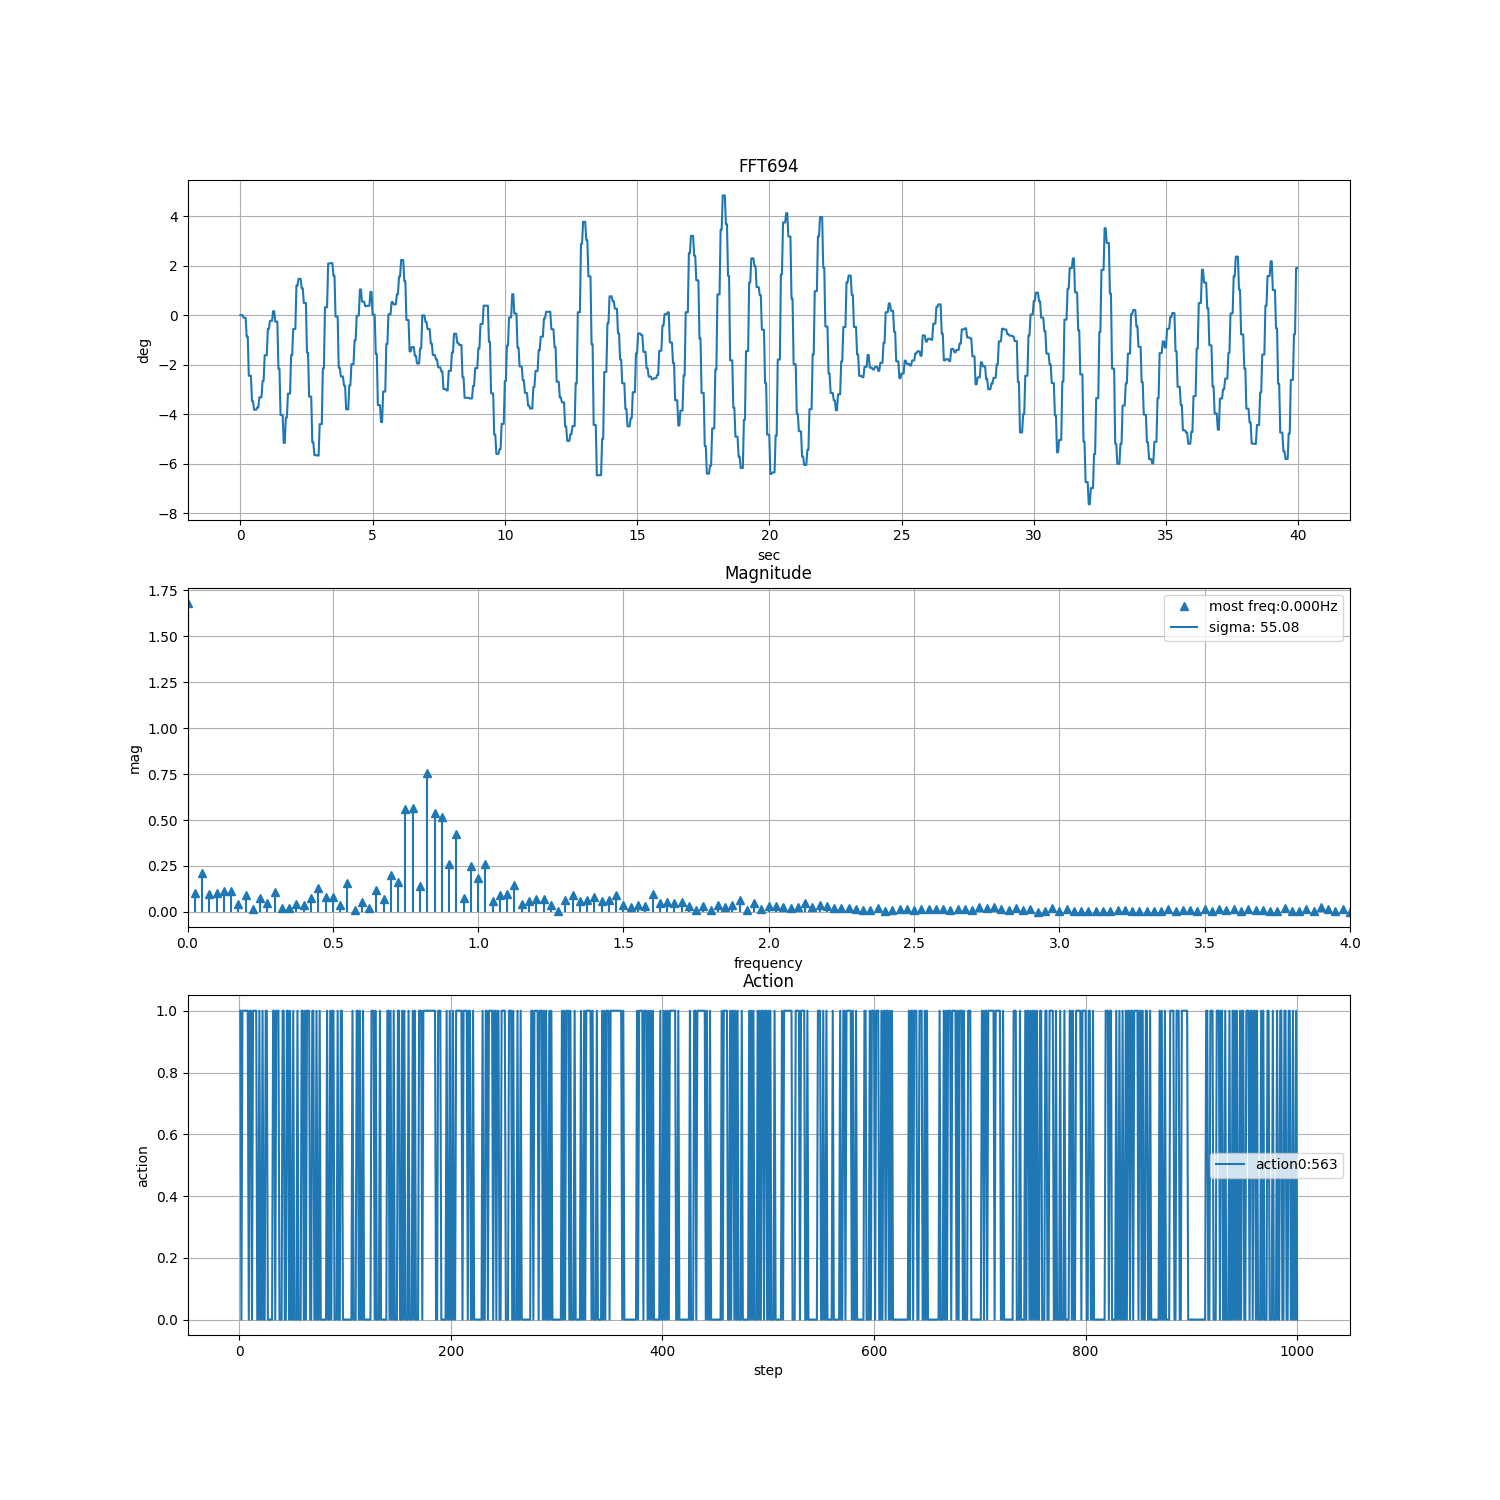 FFT694
4
2
0
−2
−4
−6
−8
deg
0 5 10 15 20 25 30 35 40
sec
Magnitude
1.75
1.50
1.25
1.00
0.75
0.50
0.25
0.00
mag
most freq:0.000Hz
sigma: 55.08
0.0 0.5 1.0 1.5 2.0 2.5 3.0 3.5 4.0
frequency
Action
1.0
0.8
0.6
0.4
0.2
0.0
action
action0:563
0 200 400 600 800 1000
step